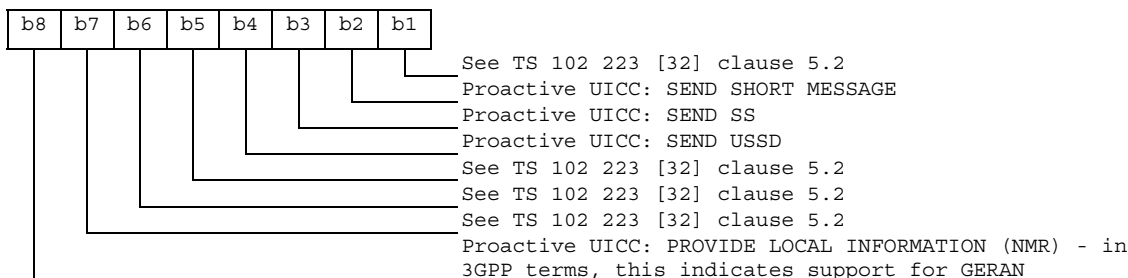 b8 b7 b6 b5 b4 b3 b2 b1
See TS 102 223 [32] clause 5.2
Proactive UICC: SEND SHORT MESSAGE
Proactive UICC: SEND SS
Proactive UICC: SEND USSD
See TS 102 223 [32] clause 5.2
See TS 102 223 [32] clause 5.2
See TS 102 223 [32] clause 5.2
Proactive UICC: PROVIDE LOCAL INFORMATION (NMR) - in
3GPP terms, this indicates support for GERAN